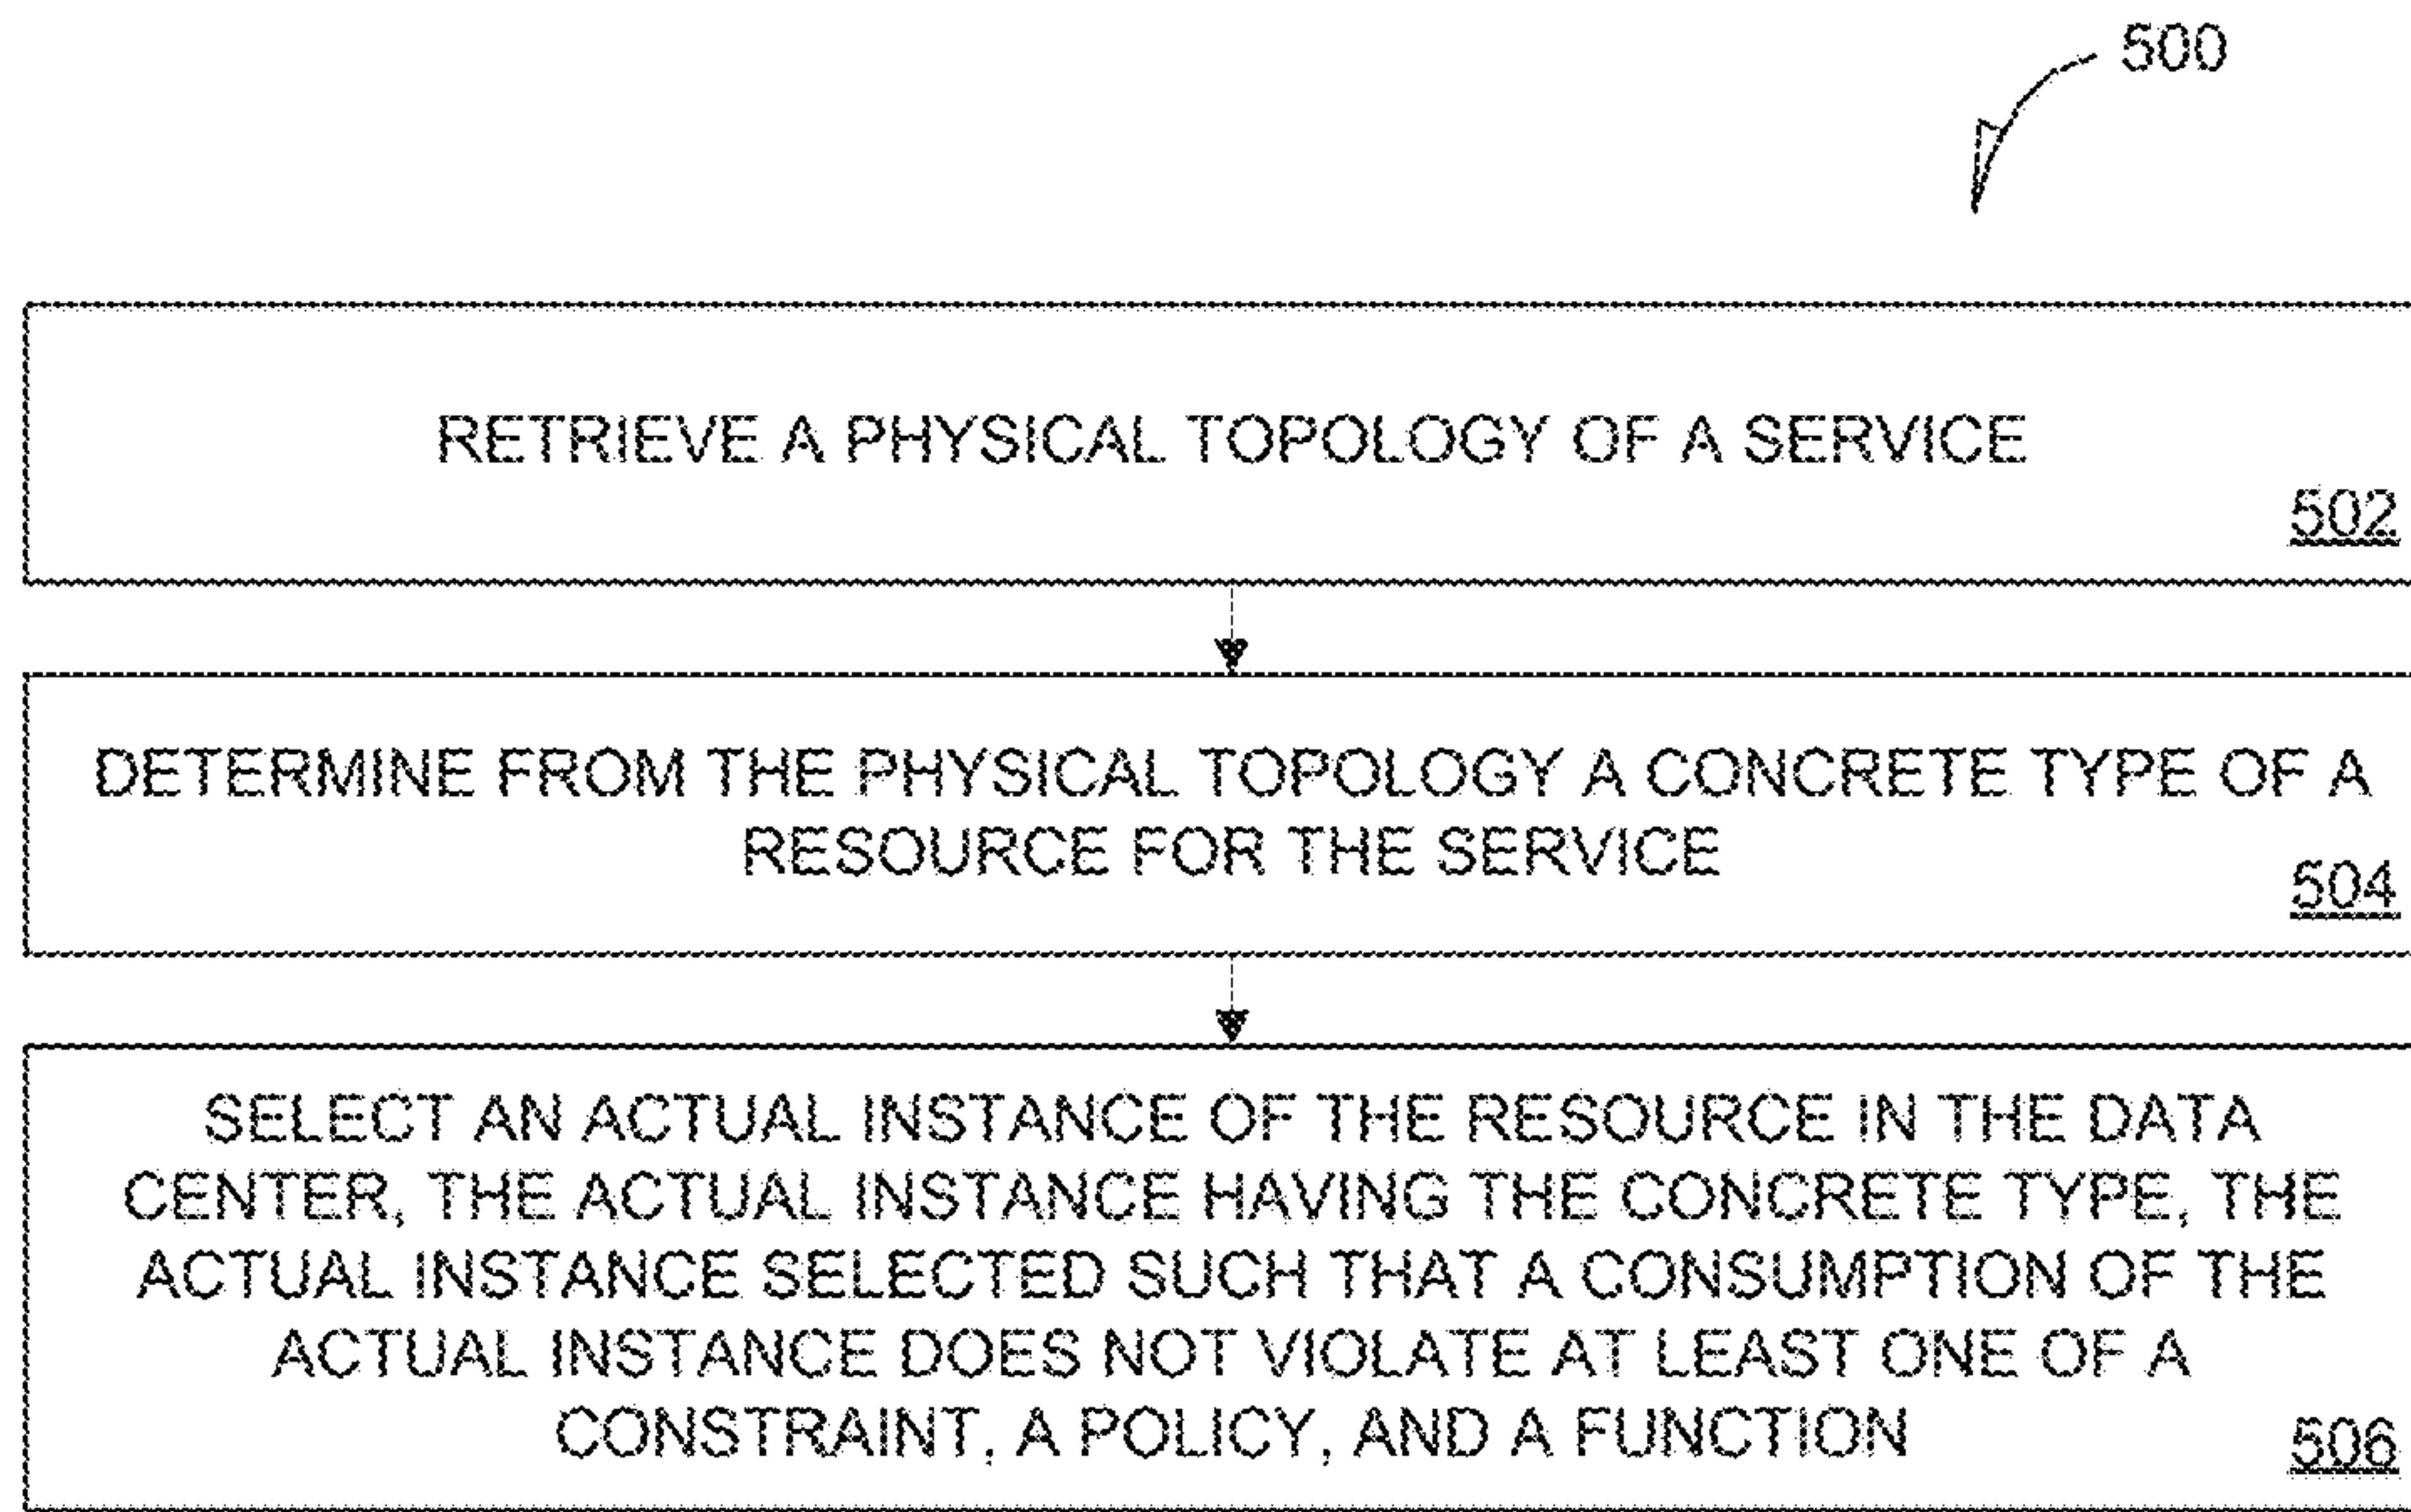 500
RETRIEVE A PHYSICAL TOPOLOGY OF A SERVICE
502
DETERMINE FROM THE PHYSICAL TOPOLOGY A CONCRETE TYPE OF A
RESOURCE FOR THE SERVICE
504
SELECT AN ACTUAL INSTANCE OF THE RESOURCE IN THE DATA
CENTER, THE ACTUAL INSTANCE HAVING THE CONCRETE TYPE, THE
ACTUAL INSTANCE SELECTED SUCH THAT A CONSUMPTION OF THE
ACTUAL INSTANCE DOES NOT VIOLATE AT LEAST ONE OF A
CONSTRAINT, A POLICY, AND A FUNCTION
506